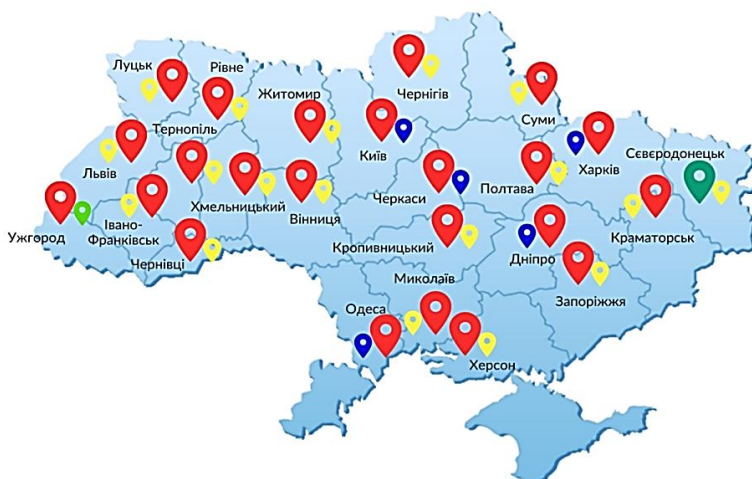 Луцьк
Рівне
Житомир
Чернігів
Суми
Тернопіль
Львів
Київ
Харків
Сєвєродонецьк
Черкаси
Полтава
Хмельницький
Вінниця
Ужгород
Івано-
Франківськ
Краматорськ
Чернівці
Кропивницький
Дніпро
Миколаїв
Запоріжжя
Одеса
Херсон